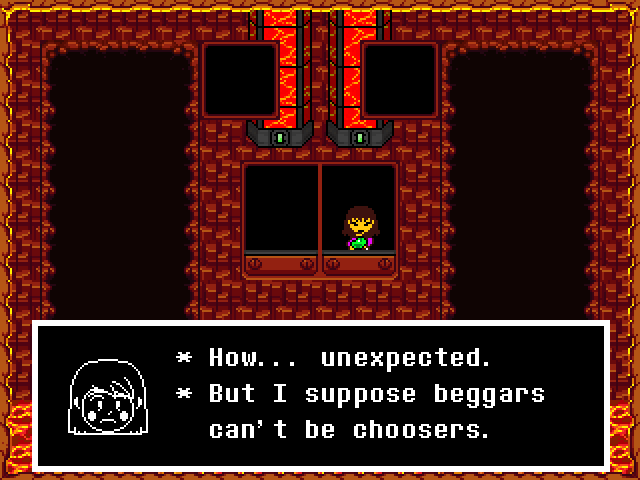 * How... unexpected.
* But I suppose beggars
can't be choosers.